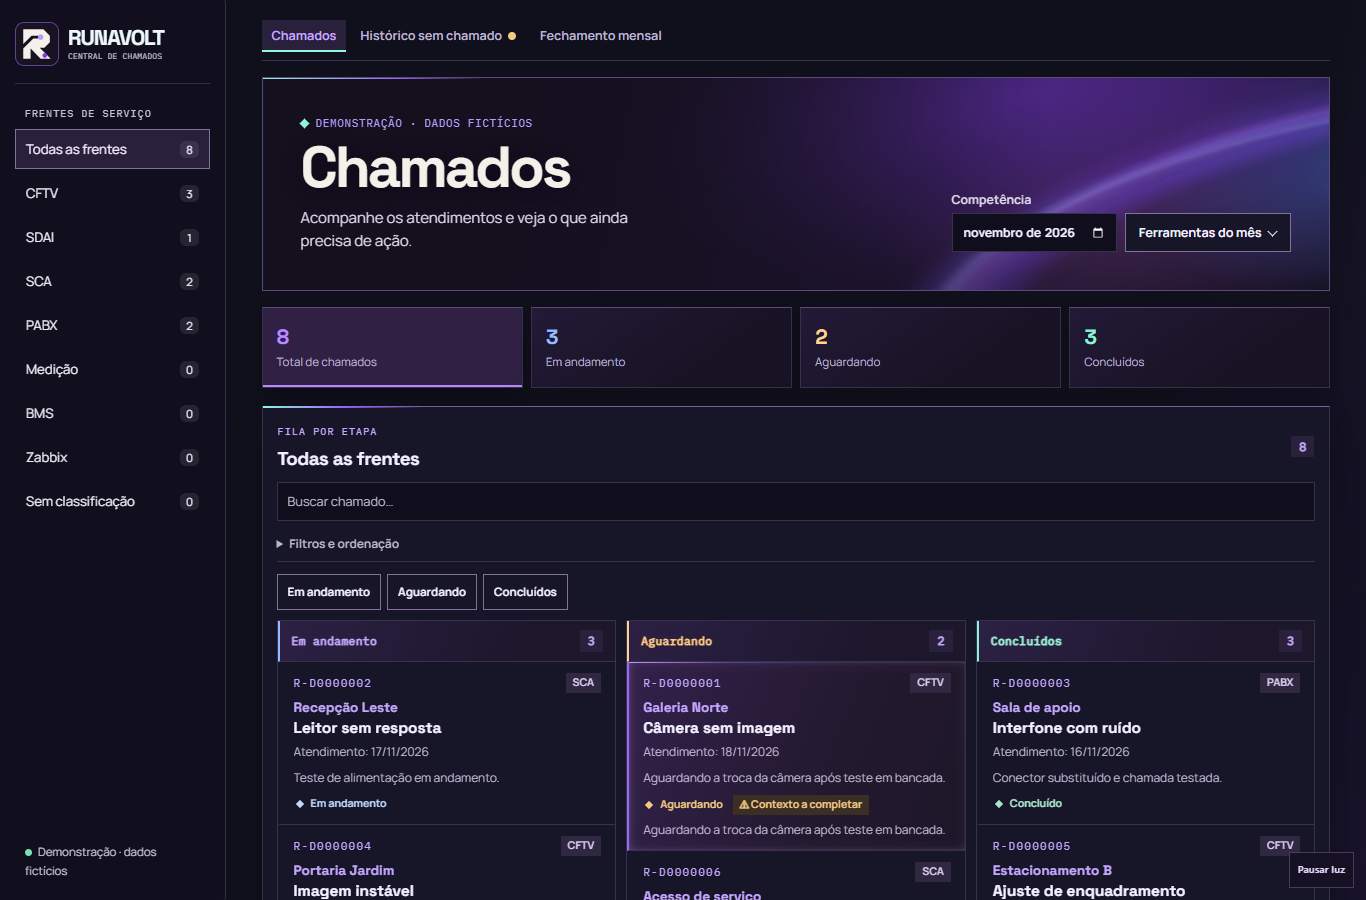 RUNAVOLT
CENTRAL DE CHAMADOS
FRENTES DE SERVIÇO
Todas as frentes 8
CFTV 3
SDAI 1
SCA 2
PABX 2
Medição 0
BMS 0
Zabbix 0
Sem classificação 0
Demonstração · dados
fictícios
Chamados Histórico sem chamado Fechamento mensal
DEMONSTRAÇÃO · DADOS FICTÍCIOS
Chamados
Acompanhe os atendimentos e veja o que ainda
precisa de ação.
Competência
novembro de 2026 Ferramentas do mês
8
Total de chamados
3
Em andamento
2
Aguardando
3
Concluídos
FILA POR ETAPA
Todas as frentes
8
Buscar chamado...
Filtros e ordenação
Em andamento Aguardando Concluídos
Em andamento 3
R-D0000002 SCA
Recepção Leste
Leitor sem resposta
Atendimento: 17/11/2026
Teste de alimentação em andamento.
Em andamento
R-D0000004 CFTV
Portaria Jardim
Imagem instável
Aguardando 2
R-D0000001 CFTV
Galeria Norte
Câmera sem imagem
Atendimento: 18/11/2026
Aguardando a troca da câmera após teste em bancada.
Aguardando ⚠ Contexto a completar
Aguardando a troca da câmera após teste em bancada.
R-D0000006 SCA
Acesso de serviço
Concluídos 3
R-D0000003 PABX
Sala de apoio
Interfone com ruído
Atendimento: 16/11/2026
Conector substituído e chamada testada.
Concluído
R-D0000005 CFTV
Estacionamento B
Ajuste de enquadramento
Pausar luz